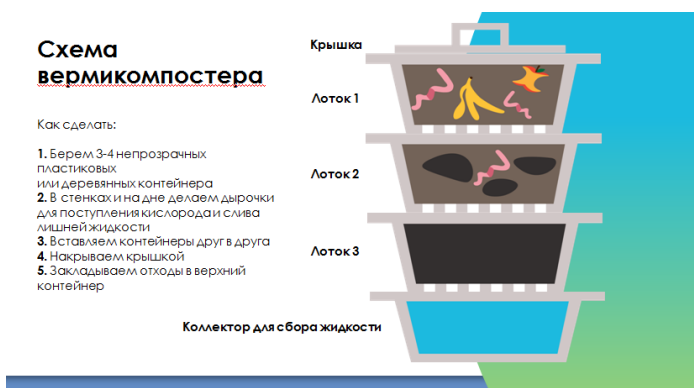 Схема
вермикомпостера
Как сделать:
1. Берем 3-4 непрозрачных
пластиковых
или деревянных контейнера
2. В стенках и на дне делаем дырочки
для поступления кислорода и слива
лишней жидкости
3. Вставляем контейнеры друг в друга
4. Накрываем крышкой
5. Закладываем отходы в верхний
контейнер
Крышка
Лоток 1
Лоток 2
Лоток 3
Коллектор для сбора жидкости